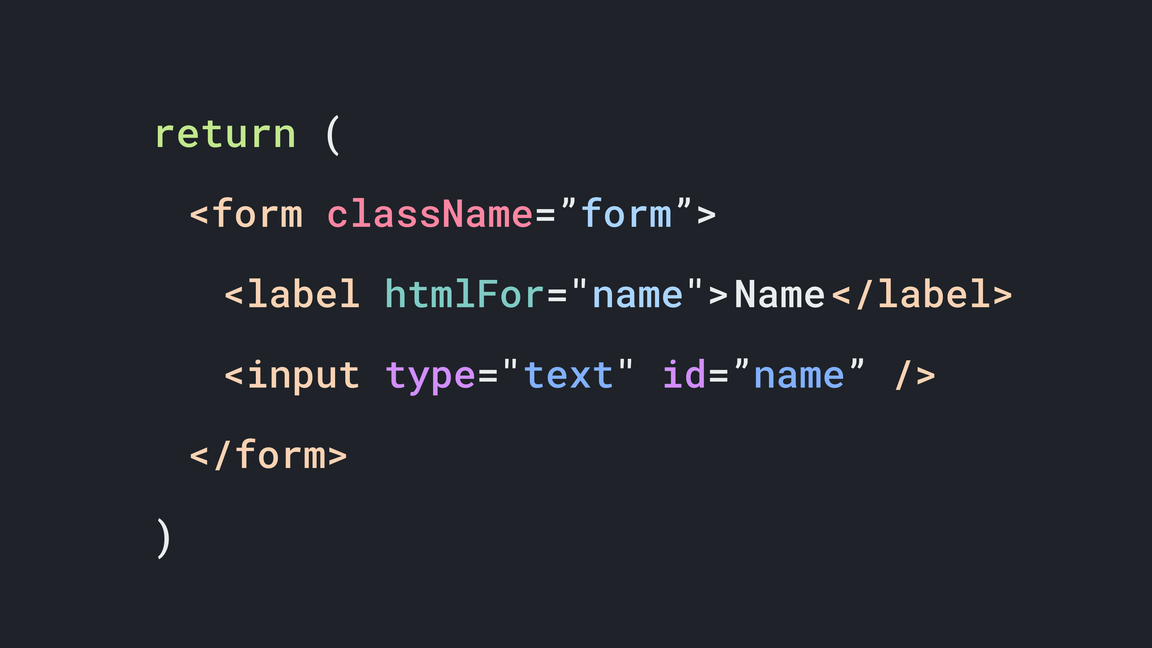 return (
<form className=”form”>
<label htmlFor="name">Name</label>
<input type="text" id=”name” />
</form>
)